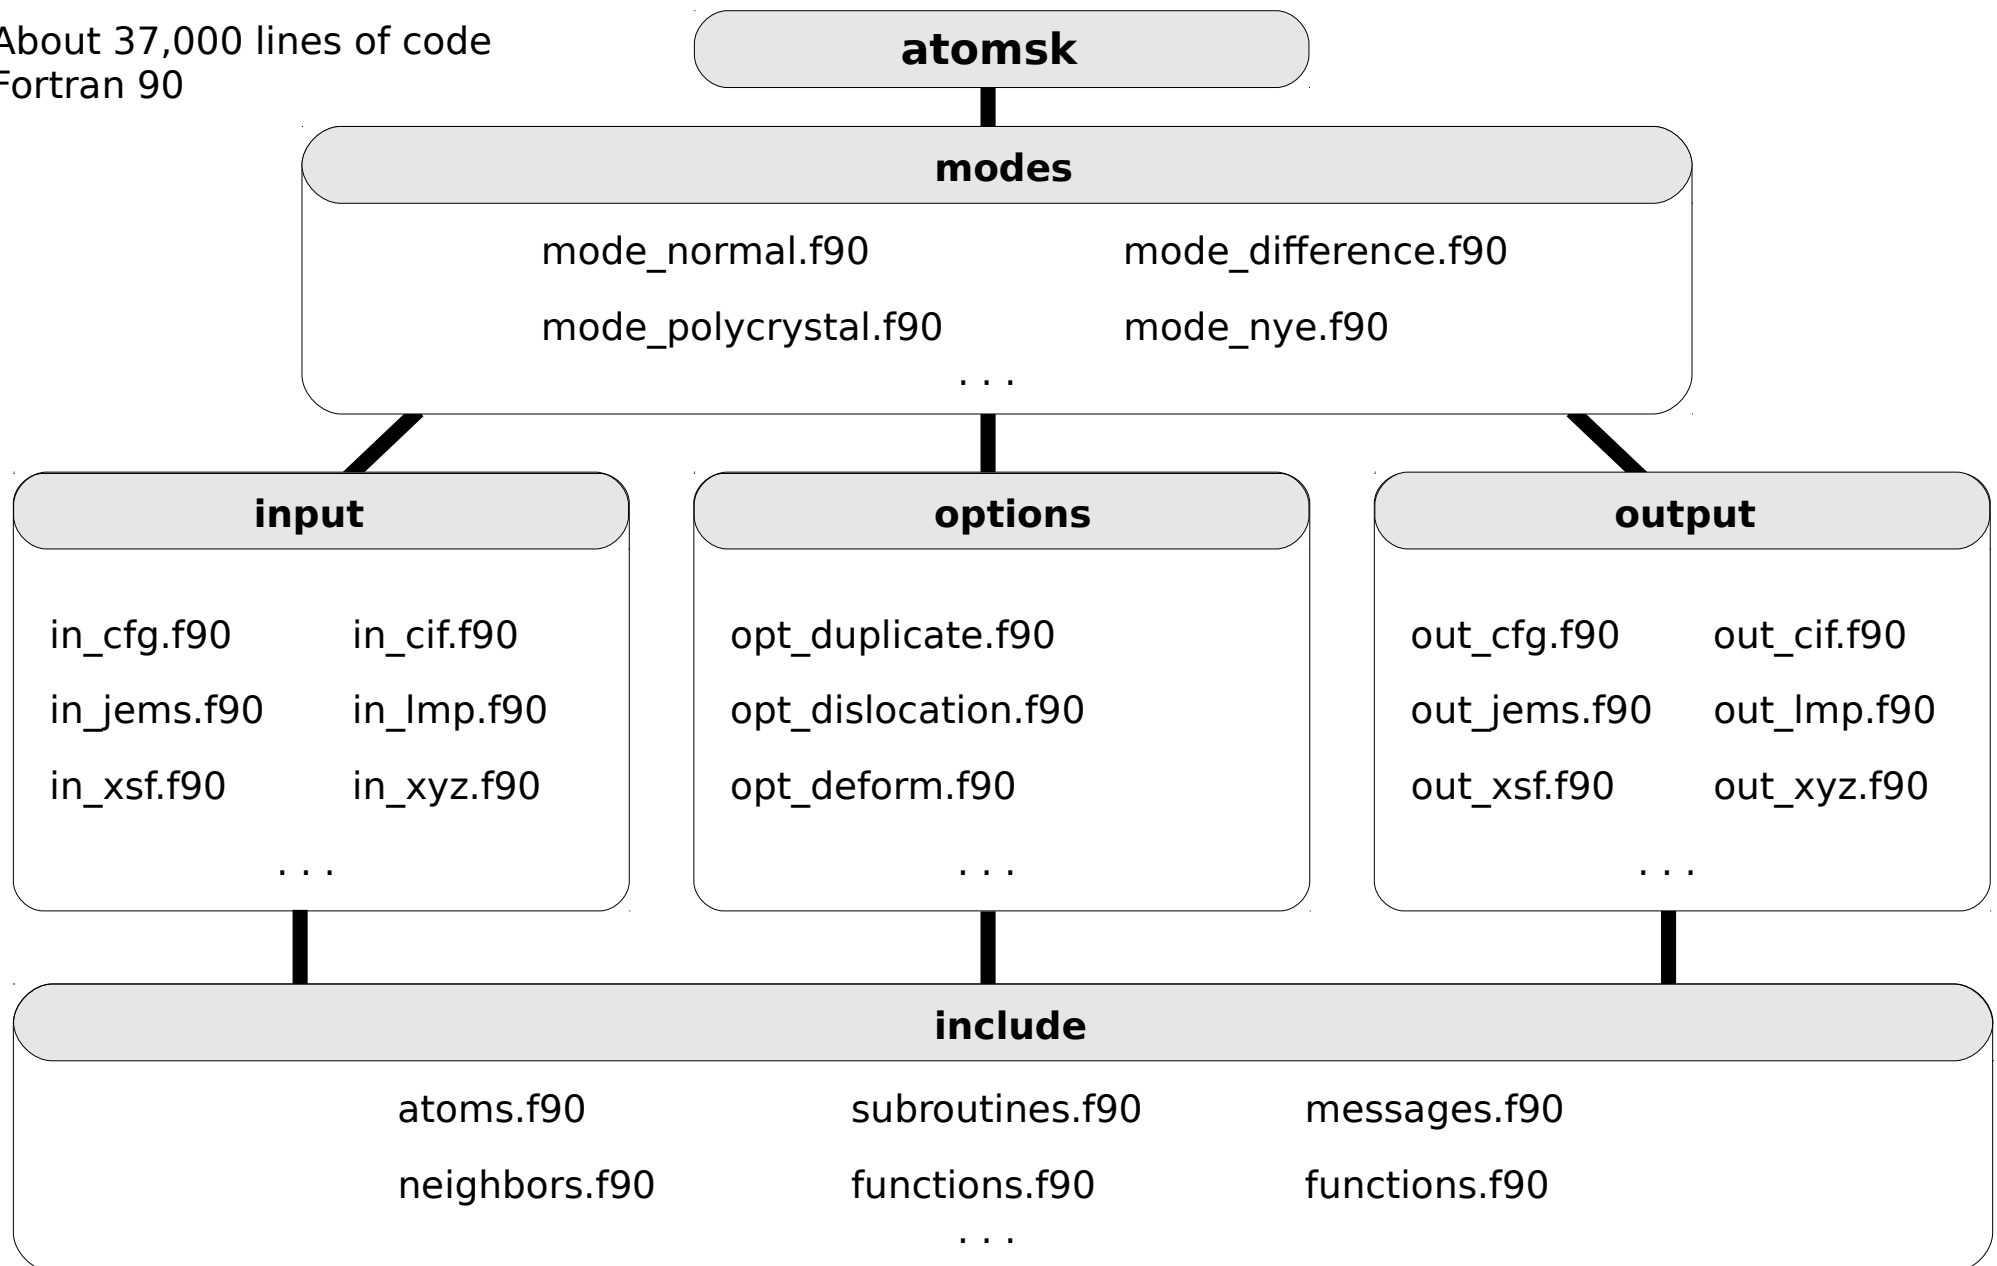 About 37,000 lines of code
Fortran 90
atomsk
modes
mode_normal.f90 mode_difference.f90
mode_polycrystal.f90 mode_nye.f90
. . .
input
in_cfg.f90 in_cif.f90
in_jems.f90 in_lmp.f90
in_xsf.f90 in_xyz.f90
. . .
options
opt_duplicate.f90
opt_dislocation.f90
opt_deform.f90
. . .
output
out_cfg.f90 out_cif.f90
out_jems.f90 out_lmp.f90
out_xsf.f90 out_xyz.f90
. . .
include
atoms.f90 subroutines.f90 messages.f90
neighbors.f90 functions.f90 functions.f90
. . .